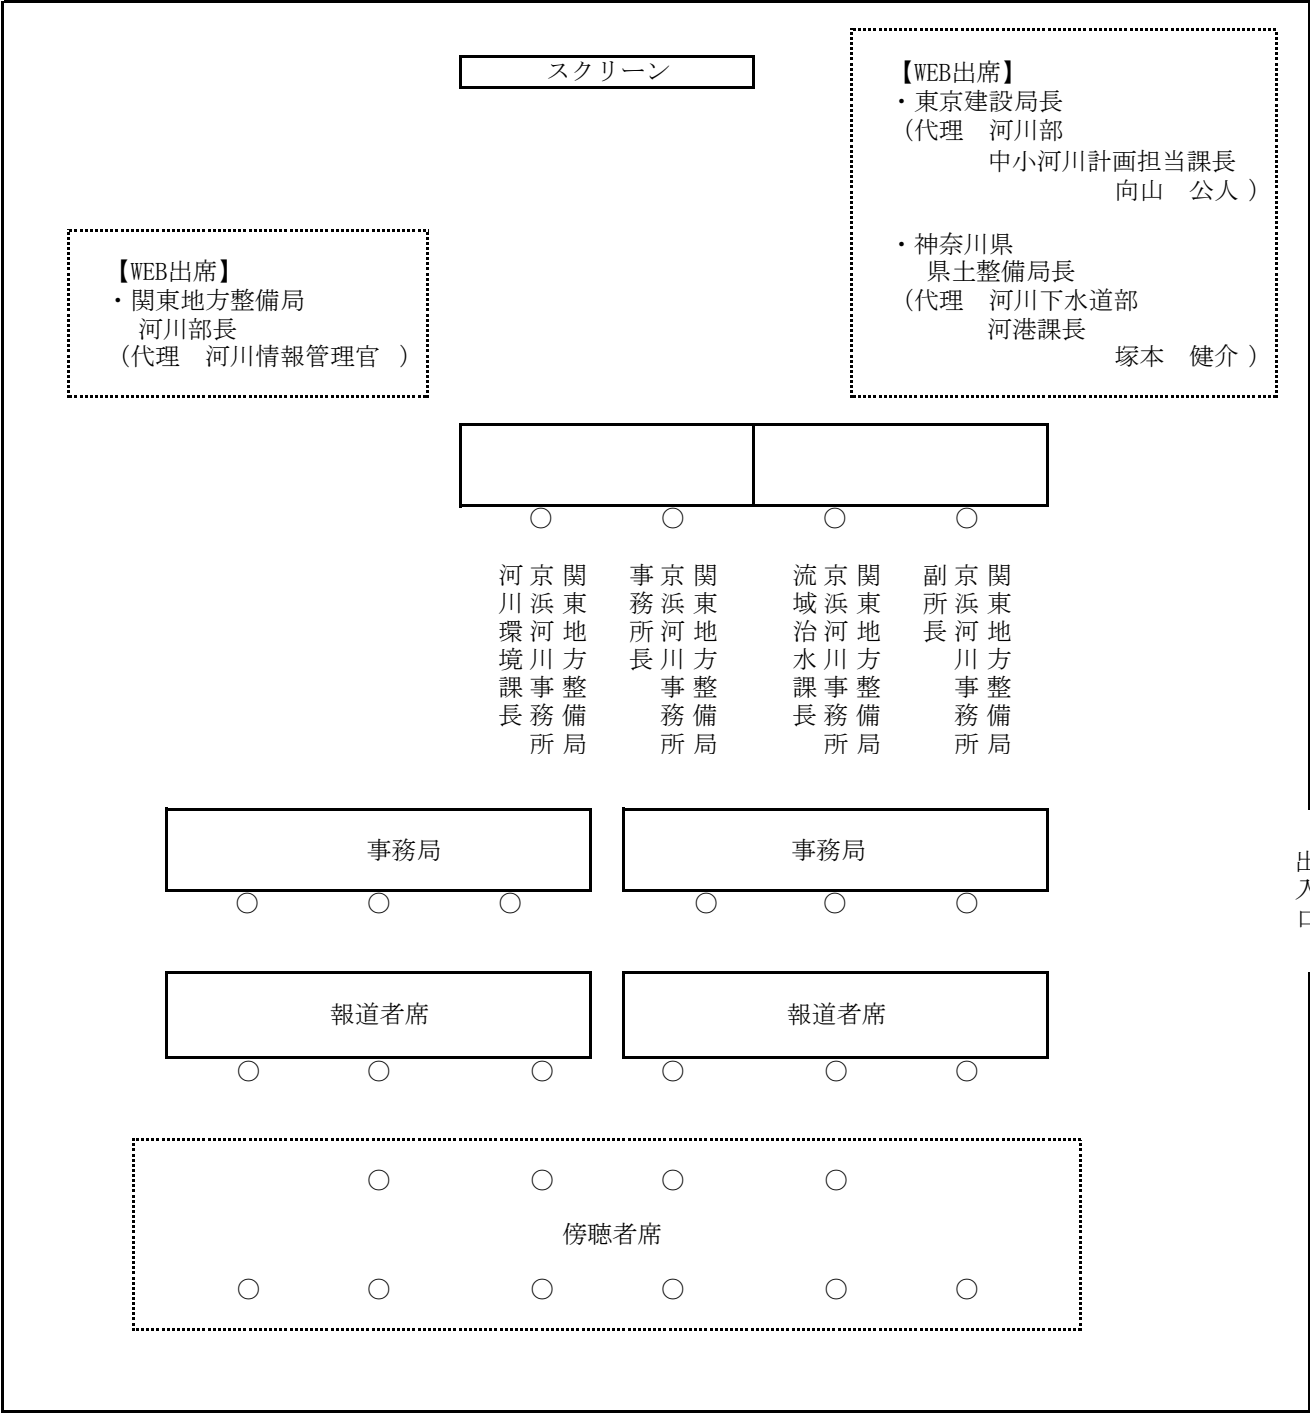 スクリーン
【WEB出席】
・東京建設局長
（代理　河川部
中小河川計画担当課長
向山　公人 ）
・神奈川県
県土整備局長
（代理　河川下水道部
河港課長
塚本　健介 ）
【WEB出席】
・関東地方整備局
河川部長
（代理　河川情報管理官　）
関東地方整備局
京浜河川事務所
河川環境課長
関東地方整備局
京浜河川事務所
事務所長
関東地方整備局
京浜河川事務所
流域治水課長
関東地方整備局
京浜河川事務所
副所長
事務局
事務局
出入口
報道者席
報道者席
傍聴者席